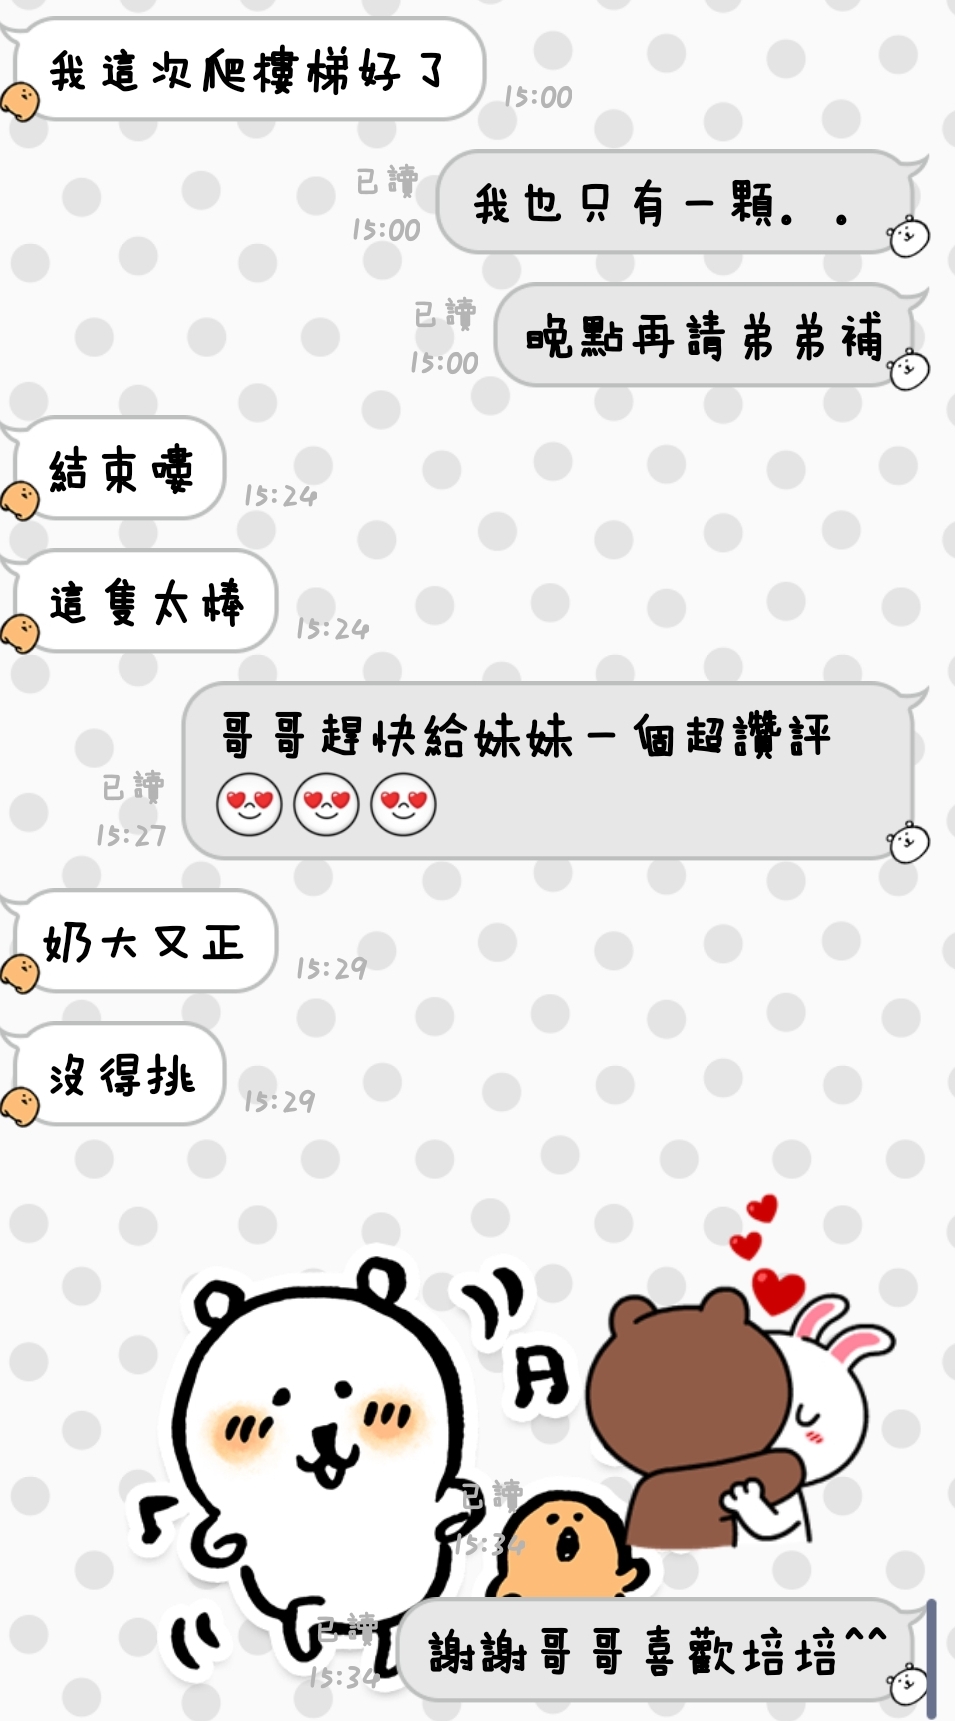 我這次爬樓梯好了
15:00
已讀
15:00
我也只有一顆．．
已讀
15:00
晚點再請弟弟補
結束嘍
15:24
這隻太棒
15:24
哥哥趕快給妹妹一個超讚評
已讀
15:27
奶大又正
15:29
沒得挑
15:29
已讀
15:34
謝謝哥哥喜歡培培^^
已讀
15:34